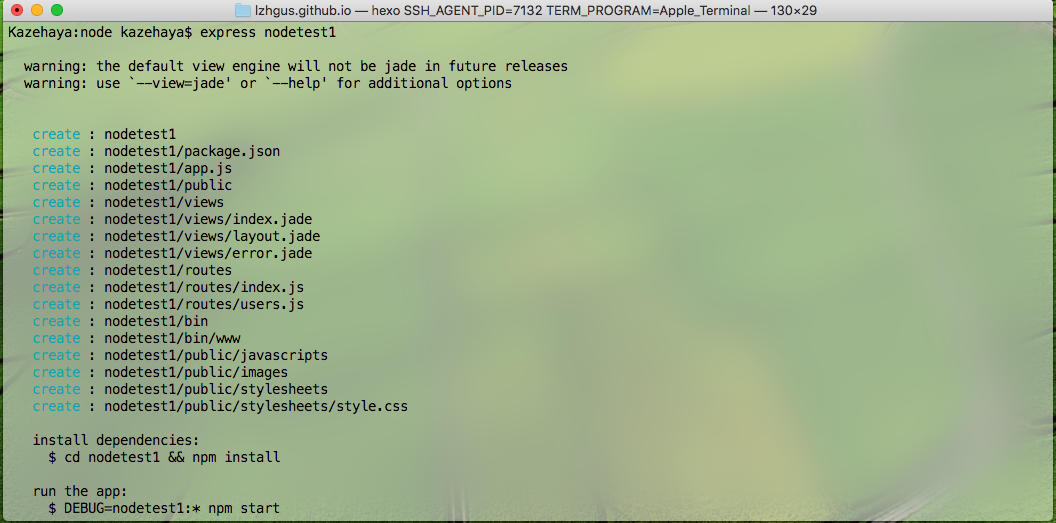 lzhgus.github.io — hexo SSH_AGENT_PID=7132 TERM_PROGRAM=Apple_Terminal — 130×29
Kazehaya:node kazehaya$ express nodetest1
warning: the default view engine will not be jade in future releases
warning: use `--view=jade' or `--help' for additional options
create : nodetest1
create : nodetest1/package.json
create : nodetest1/app.js
create : nodetest1/public
create : nodetest1/views
create : nodetest1/views/index.jade
create : nodetest1/views/layout.jade
create : nodetest1/views/error.jade
create : nodetest1/routes
create : nodetest1/routes/index.js
create : nodetest1/routes/users.js
create : nodetest1/bin
create : nodetest1/bin/www
create : nodetest1/public/javascripts
create : nodetest1/public/images
create : nodetest1/public/stylesheets
create : nodetest1/public/stylesheets/style.css
install dependencies:
$ cd nodetest1 && npm install
run the app:
$ DEBUG=nodetest1:* npm start